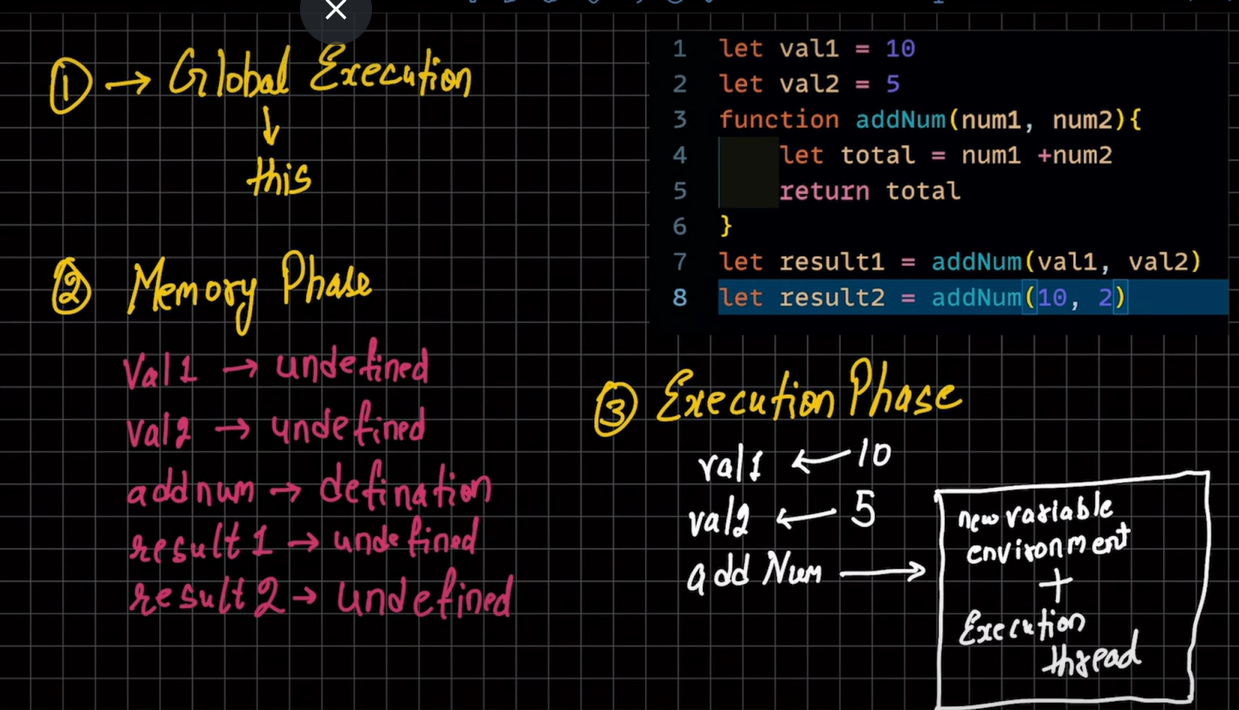 ① → Global Execution
↓
this
② Memory Phase
Val1 → undefined
val2 → undefined
addnum → defination
result1 → undefined
result2 → undefined
1 let val1 = 10
2 let val2 = 5
3 function addNum(num1, num2){
4 let total = num1 +num2
5 return total
6 }
7 let result1 = addNum(val1, val2)
8 let result2 = addNum(10, 2)
③ Execution Phase
val1 ← 10
val2 ← 5
add Num →
new variable
environment
+
Execution
thread